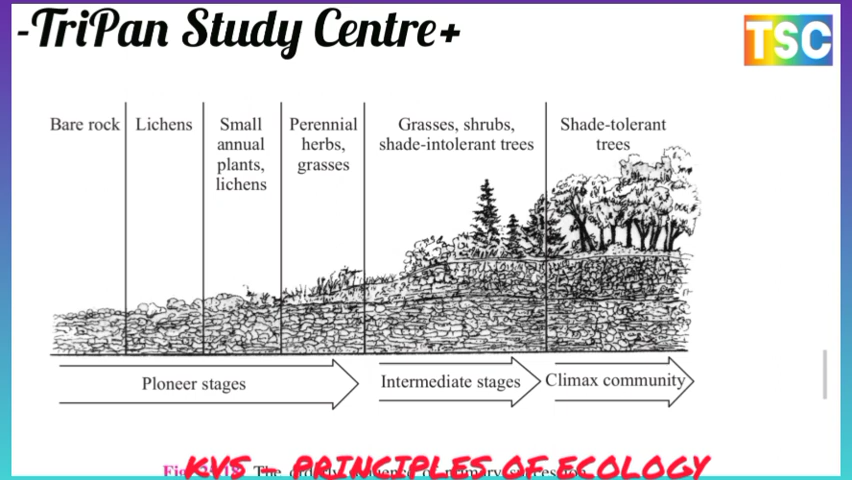 -TriPan Study Centre+
TSC
Bare rock
Lichens
Small
annual
plants,
lichens
Perennial
herbs,
grasses
Grasses, shrubs,
shade-intolerant trees
Shade-tolerant
trees
Ploneer stages
Intermediate stages
Climax community
KVS - PRINCIPLES OF ECOLOGY